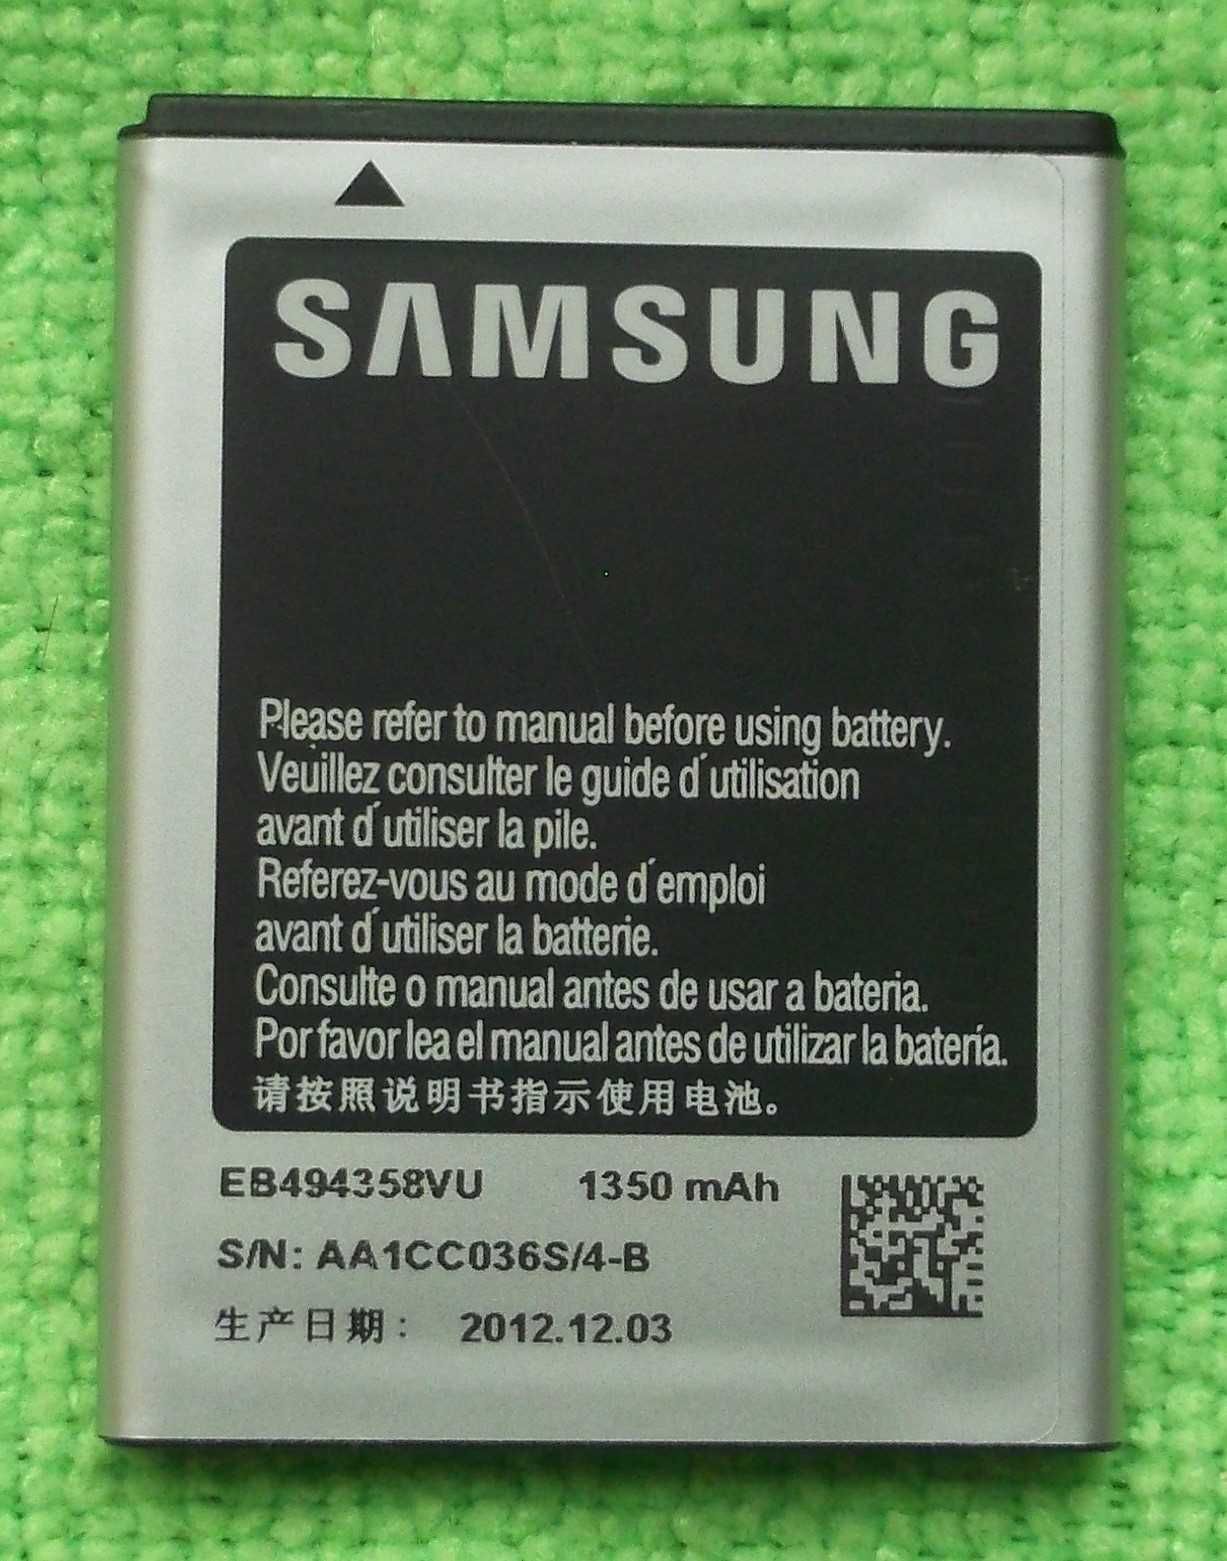 SAMSUNG
Please refer to manual before using battery.
Veuillez consulter le guide d´utilisation
avant d´utiliser la pile.
Referez-vous au mode d´emploi
avant d´utiliser la batterie.
Consulte o manual antes de usar a bateria.
Por favor lea el manual antes de utilizar la batería.
请按照说明书指示使用电池。
EB494358VU 1350 mAh
S/N: AA1CC036S/4-B
生产日期: 2012.12.03